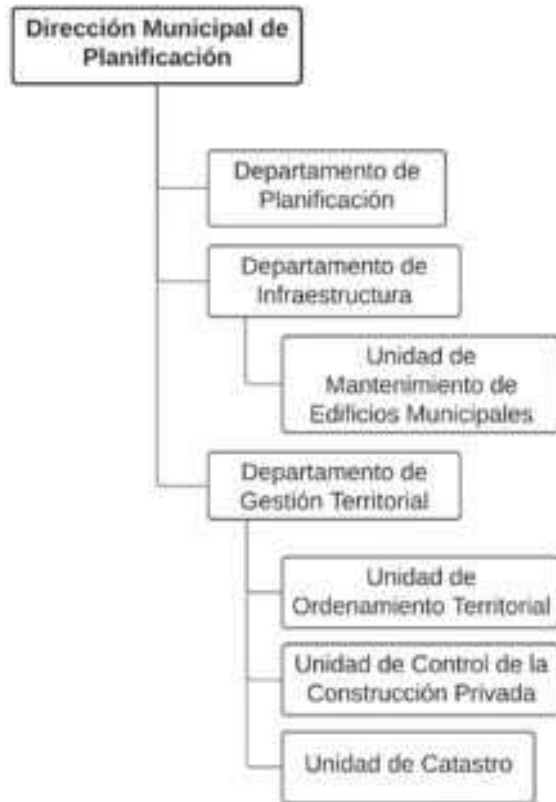 Dirección Municipal de
Planificación
Departamento de
Planificación
Departamento de
Infraestructura
Unidad de
Mantenimiento de
Edificios Municipales
Departamento de
Gestión Territorial
Unidad de
Ordenamiento Territorial
Unidad de Control de la
Construcción Privada
Unidad de Catastro